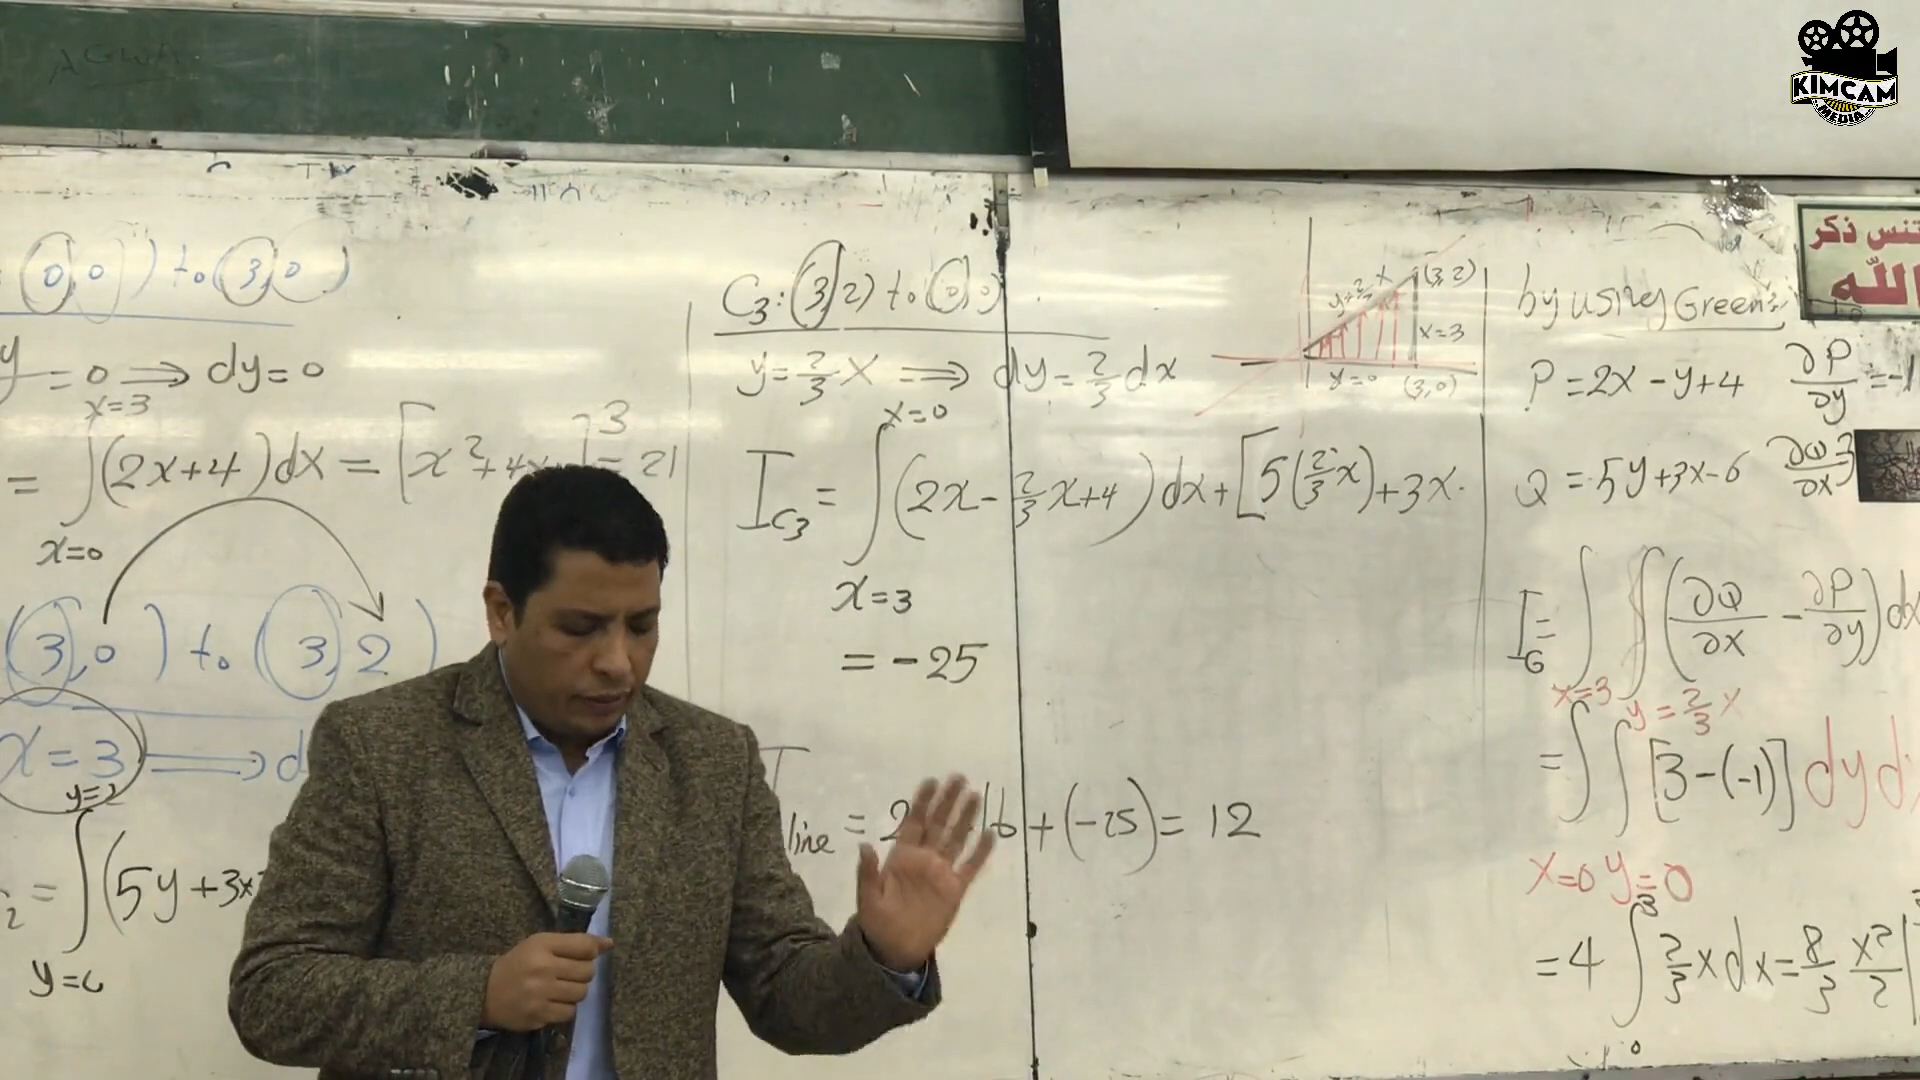 KIMCAM
MEDIA
تنس ذكر
الله
(0,0) to (3,0)
y = 0 ⟹ dy = 0
x=3
= ∫(2x+4)dx = [x²+4x]³ = 21
x=0
(3,0) to (3,2)
x=3 ⟹ d
y=2
2 = ∫(5y+3x
C₃: (3,2) to (0,0)
y = 2/3 x ⟹ dy = 2/3 dx
x=0
I_C₃ = ∫(2x - 2/3 x + 4)dx + [5(2/3 x) + 3x.
x=3
= -25
I line = 2 16 + (-25) = 12
y = 2/3 x
(3,2)
x=3
y=0
(3,0)
by using Green's
P = 2x - y + 4 ∂P/∂y = -1
Q = 5y + 3x - 6 ∂Q/∂x 3
I_G = ∫∫(∂Q/∂x - ∂P/∂y)dx
x=3 y = 2/3 x
= ∫∫[3-(-1)] dy dx
x=0 y=0
3
= 4 ∫ 2/3 x dx = 8/3 x²/2 |
0